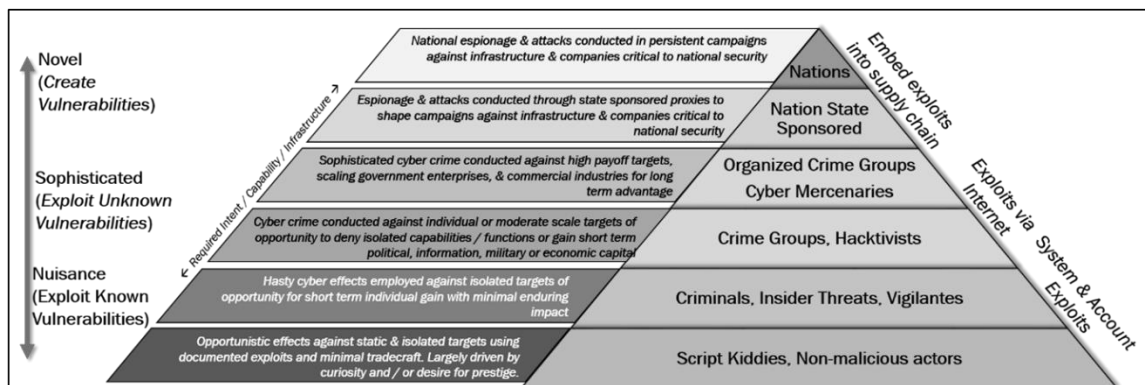 Novel
(Create
Vulnerabilities)
Sophisticated
(Exploit Unknown
Vulnerabilities)
Nuisance
(Exploit Known
Vulnerabilities)
← Required Intent / Capability / Infrastructure →
National espionage & attacks conducted in persistent campaigns
against infrastructure & companies critical to national security
Nations
Espionage & attacks conducted through state sponsored proxies to
shape campaigns against infrastructure & companies critical to
national security
Nation State
Sponsored
Sophisticated cyber crime conducted against high payoff targets,
scaling government enterprises, & commercial industries for long
term advantage
Organized Crime Groups
Cyber Mercenaries
Cyber crime conducted against individual or moderate scale targets of
opportunity to deny isolated capabilities / functions or gain short term
political, information, military or economic capital
Crime Groups, Hacktivists
Hasty cyber effects employed against isolated targets of
opportunity for short term individual gain with minimal enduring
impact
Criminals, Insider Threats, Vigilantes
Opportunistic effects against static & isolated targets using
documented exploits and minimal tradecraft. Largely driven by
curiosity and / or desire for prestige.
Script Kiddies, Non-malicious actors
Embed exploits
into supply chain
Exploits via
Internet
System & Account
Exploits